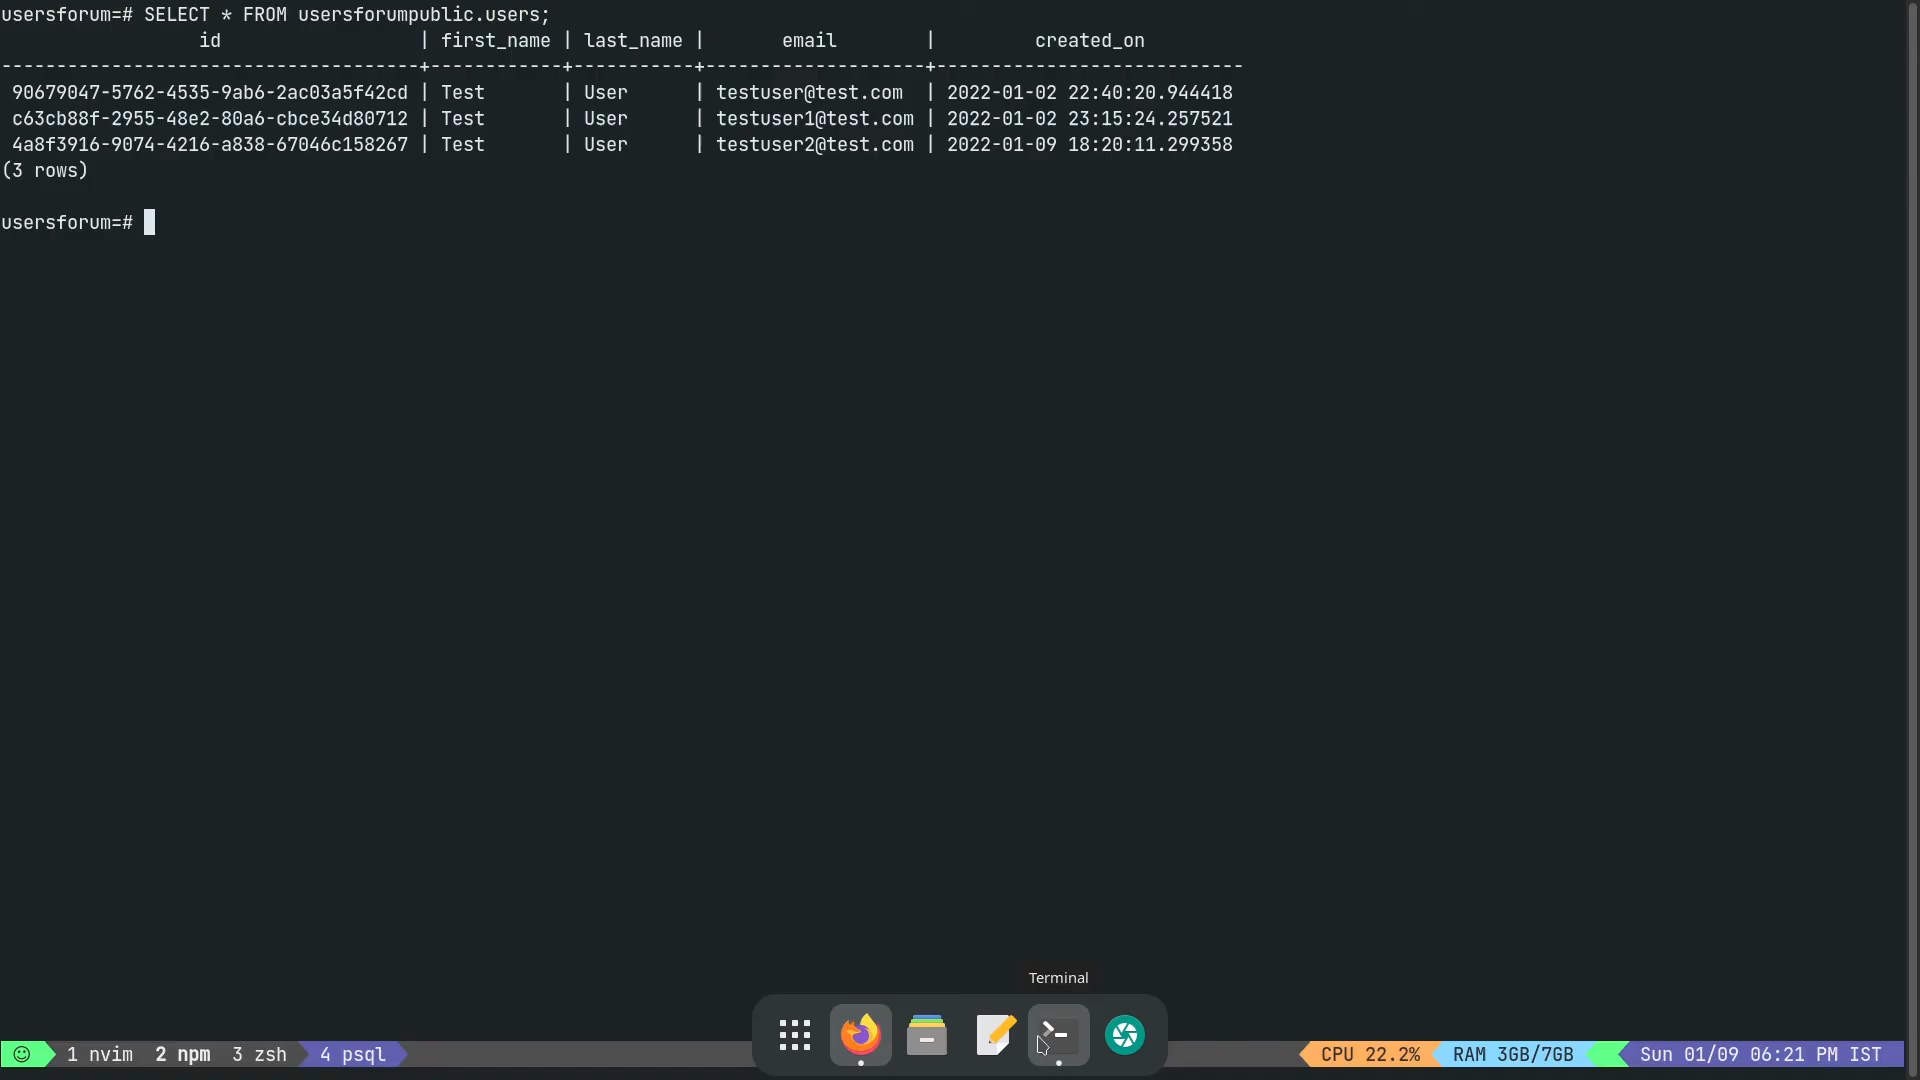 usersforum=# SELECT * FROM usersforumpublic.users;
id | first_name | last_name | email | created_on
--------------------------------------+------------+-----------+--------------------+----------------------------
90679047-5762-4535-9ab6-2ac03a5f42cd | Test | User | testuser@test.com | 2022-01-02 22:40:20.944418
c63cb88f-2955-48e2-80a6-cbce34d80712 | Test | User | testuser1@test.com | 2022-01-02 23:15:24.257521
4a8f3916-9074-4216-a838-67046c158267 | Test | User | testuser2@test.com | 2022-01-09 18:20:11.299358
(3 rows)
usersforum=#
Terminal
1 nvim 2 npm 3 zsh 4 psql CPU 22.2% RAM 3GB/7GB Sun 01/09 06:21 PM IST